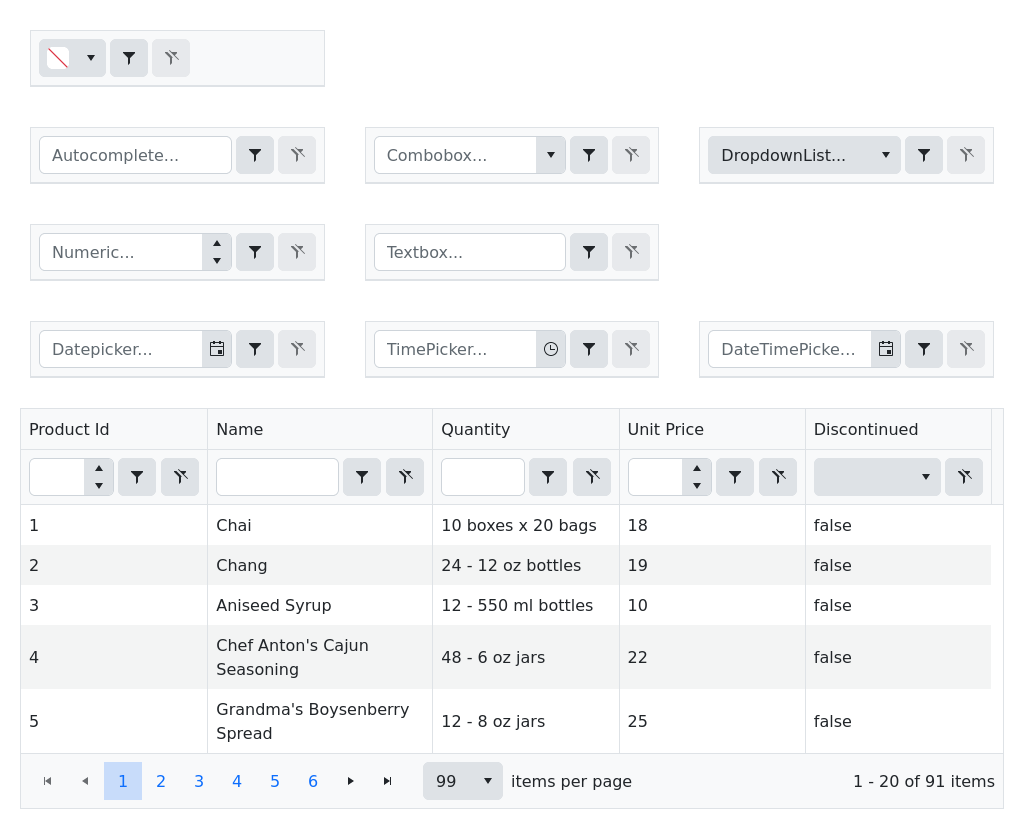 Autocomplete... Combobox... DropdownList...
Numeric... Textbox...
Datepicker... TimePicker... DateTimePicke...
Product Id Name Quantity Unit Price Discontinued
1 Chai 10 boxes x 20 bags 18 false
2 Chang 24 - 12 oz bottles 19 false
3 Aniseed Syrup 12 - 550 ml bottles 10 false
4 Chef Anton's Cajun Seasoning 48 - 6 oz jars 22 false
5 Grandma's Boysenberry Spread 12 - 8 oz jars 25 false
1 2 3 4 5 6 99 items per page 1 - 20 of 91 items